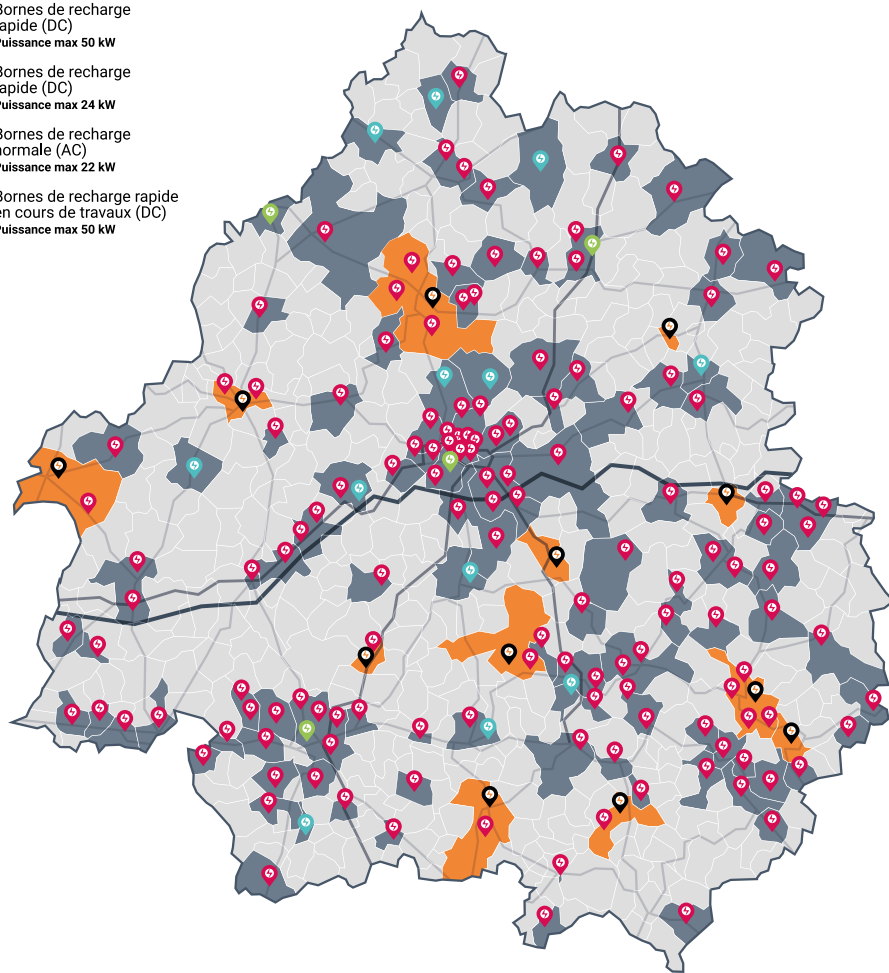 Bornes de recharge
rapide (DC)
Puissance max 50 kW
Bornes de recharge
rapide (DC)
Puissance max 24 kW
Bornes de recharge
normale (AC)
Puissance max 22 kW
Bornes de recharge rapide
en cours de travaux (DC)
Puissance max 50 kW